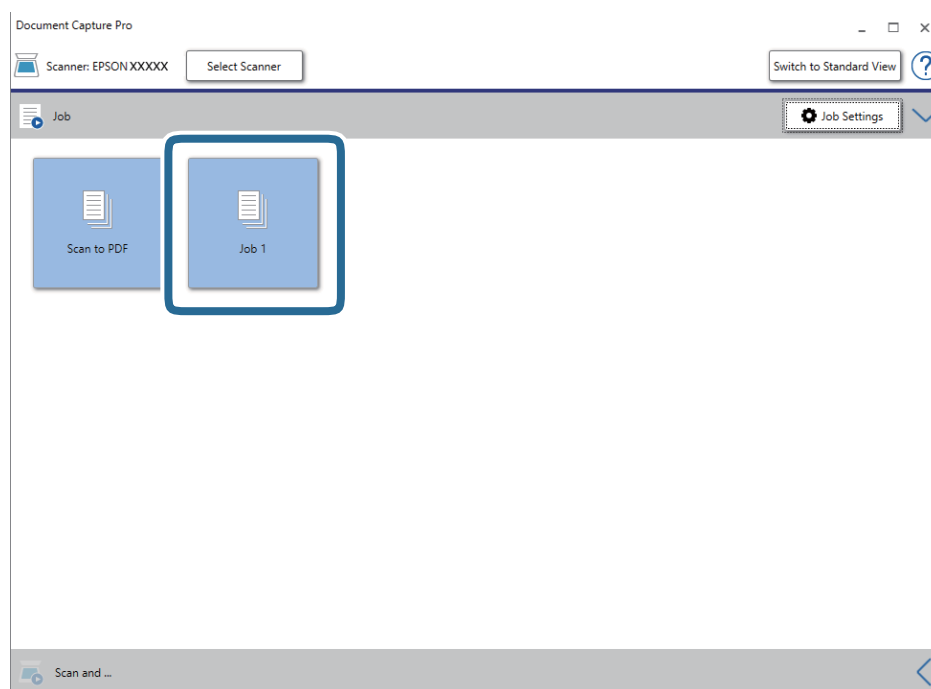 Document Capture Pro
Scanner: EPSON XXXXX Select Scanner Switch to Standard View ?
Job Job Settings
Scan to PDF Job 1
Scan and ...